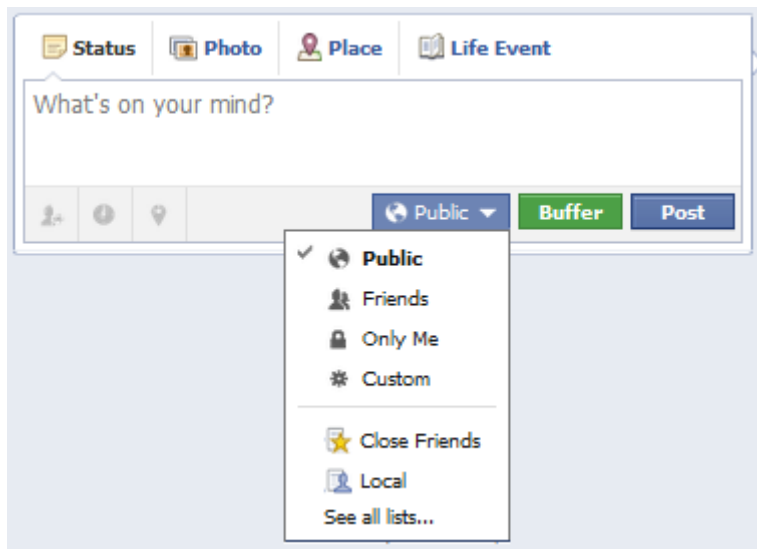 Status Photo Place Life Event
What's on your mind?
Public Buffer Post
Public
Friends
Only Me
Custom
Close Friends
Local
See all lists...